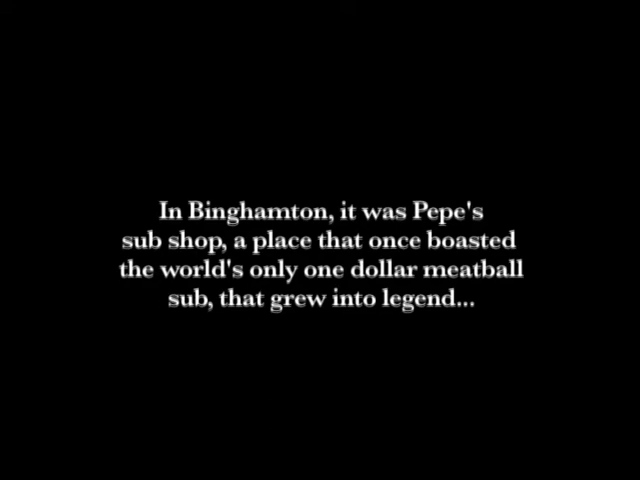 In Binghamton, it was Pepe's
sub shop, a place that once boasted
the world's only one dollar meatball
sub, that grew into legend...